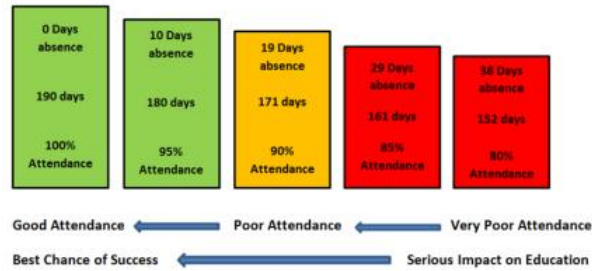 0 Days
absence
190 days
100%
Attendance
10 Days
absence
180 days
95%
Attendance
19 Days
absence
171 days
90%
Attendance
29 Days
absence
161 days
85%
Attendance
38 Days
absence
152 days
80%
Attendance
Good Attendance Poor Attendance Very Poor Attendance
Best Chance of Success Serious Impact on Education